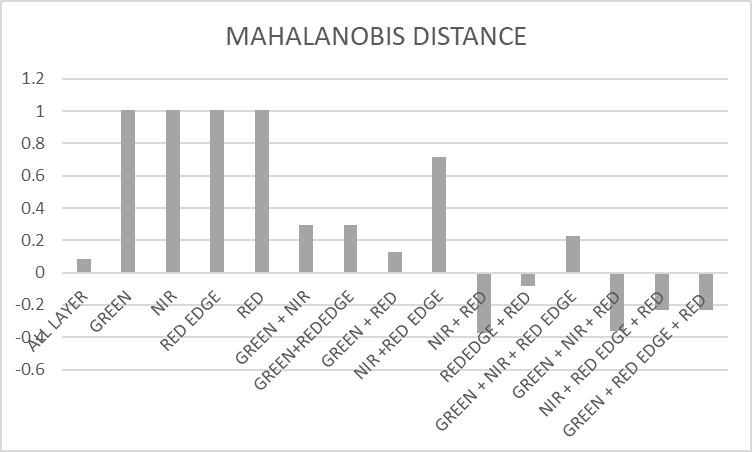 MAHALANOBIS DISTANCE
1.2
1
0.8
0.6
0.4
0.2
0
-0.2
-0.4
-0.6
ALL LAYER
GREEN
NIR
RED EDGE
RED
GREEN + NIR
GREEN+REDEDGE
GREEN + RED
NIR +RED EDGE
NIR + RED
REDEDGE + RED
GREEN + NIR + RED EDGE
GREEN + NIR + RED
NIR + RED EDGE + RED
GREEN + RED EDGE + RED